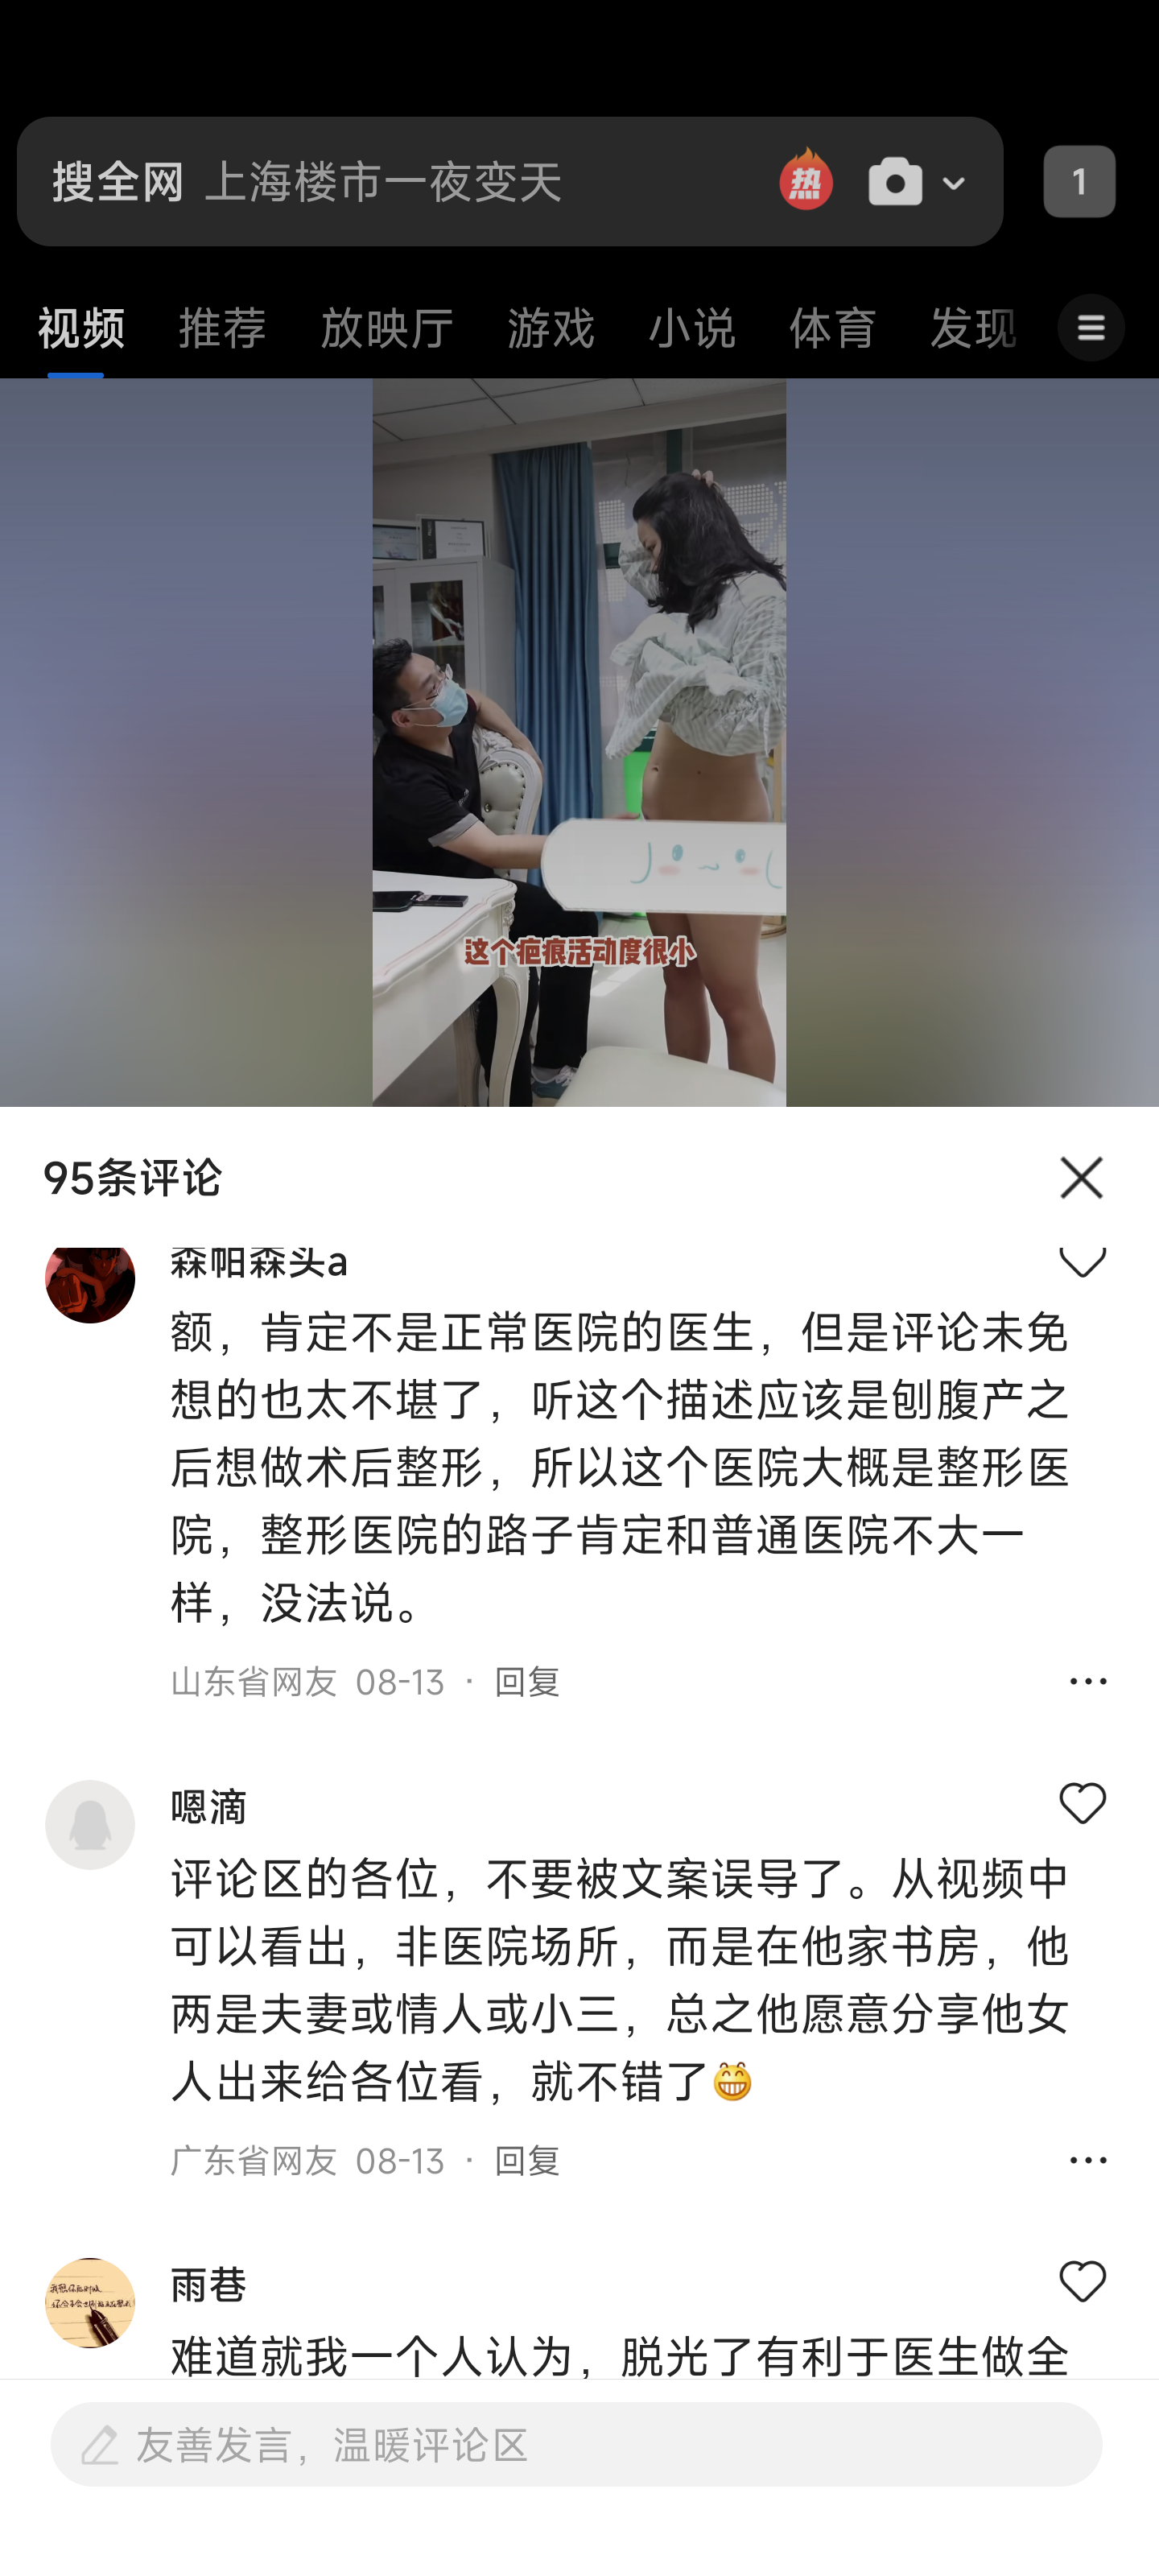 搜全网 上海楼市一夜变天 热 1
视频 推荐 放映厅 游戏 小说 体育 发现
这个疤痕活动度很小
95条评论
森帕森头a
额，肯定不是正常医院的医生，但是评论未免
想的也太不堪了，听这个描述应该是刨腹产之
后想做术后整形，所以这个医院大概是整形医
院，整形医院的路子肯定和普通医院不大一
样，没法说。
山东省网友 08-13 · 回复
嗯滴
评论区的各位，不要被文案误导了。从视频中
可以看出，非医院场所，而是在他家书房，他
两是夫妻或情人或小三，总之他愿意分享他女
人出来给各位看，就不错了😁
广东省网友 08-13 · 回复
雨巷
难道就我一个人认为，脱光了有利于医生做全
友善发言，温暖评论区